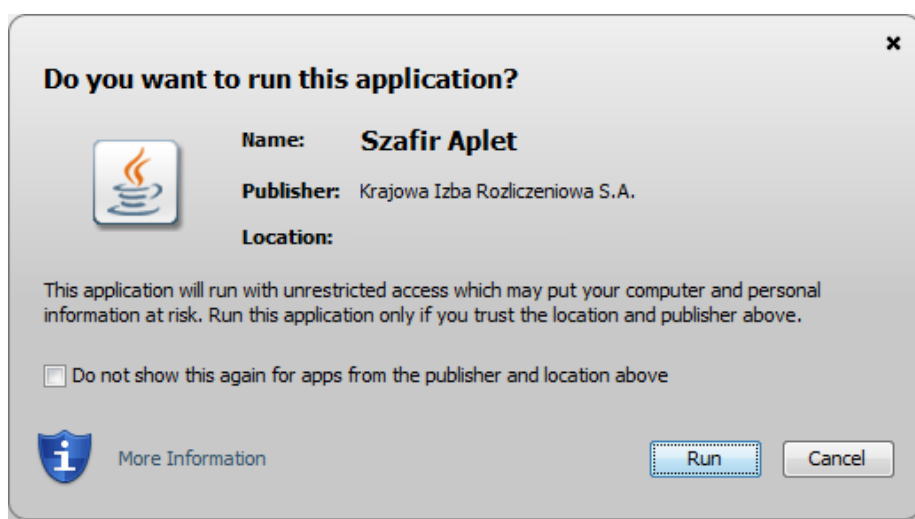 Do you want to run this application?
Name: Szafir Aplet
Publisher: Krajowa Izba Rozliczeniowa S.A.
Location:
This application will run with unrestricted access which may put your computer and personal
information at risk. Run this application only if you trust the location and publisher above.
Do not show this again for apps from the publisher and location above
More Information
Run
Cancel